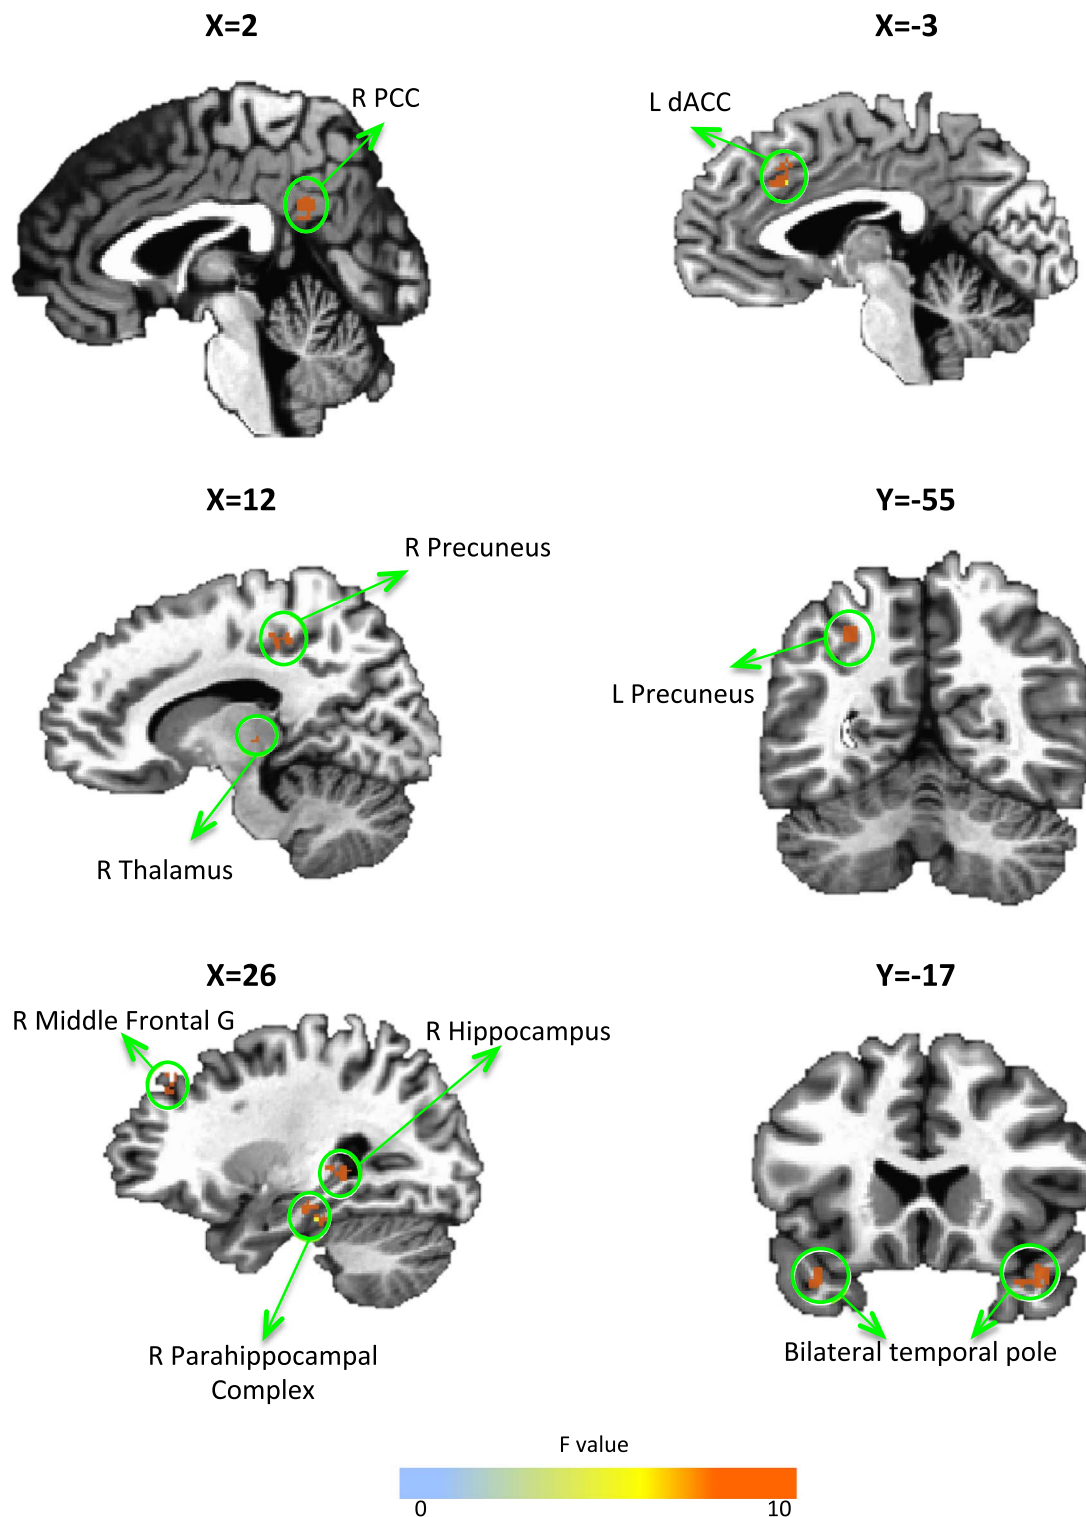 X=2
X=-3
R PCC
L dACC
X=12
Y=-55
R Precuneus
L Precuneus
R Thalamus
X=26
Y=-17
R Middle Frontal G
R Hippocampus
R Parahippocampal
Complex
Bilateral temporal pole
F value
0
10